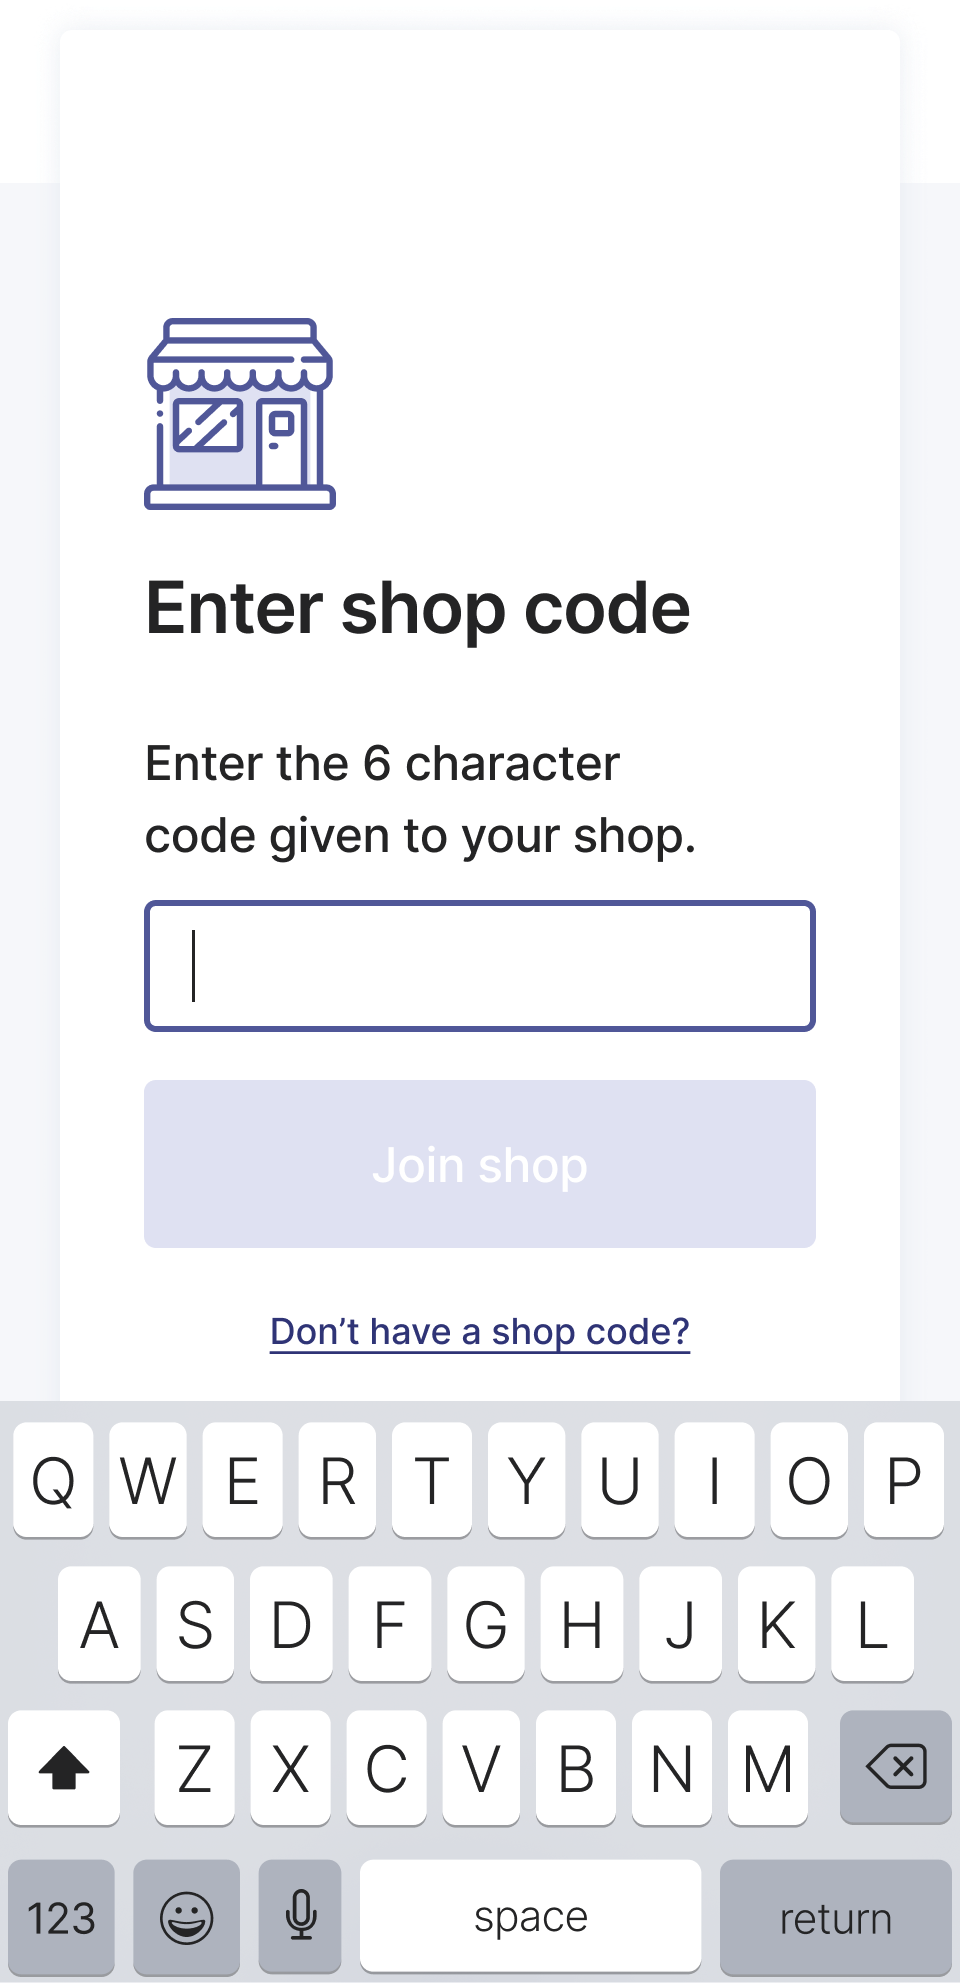 Enter shop code
Enter the 6 character
code given to your shop.
Join shop
Don’t have a shop code?
Q W E R T Y U I O P
A S D F G H J K L
Z X C V B N M
123 space return